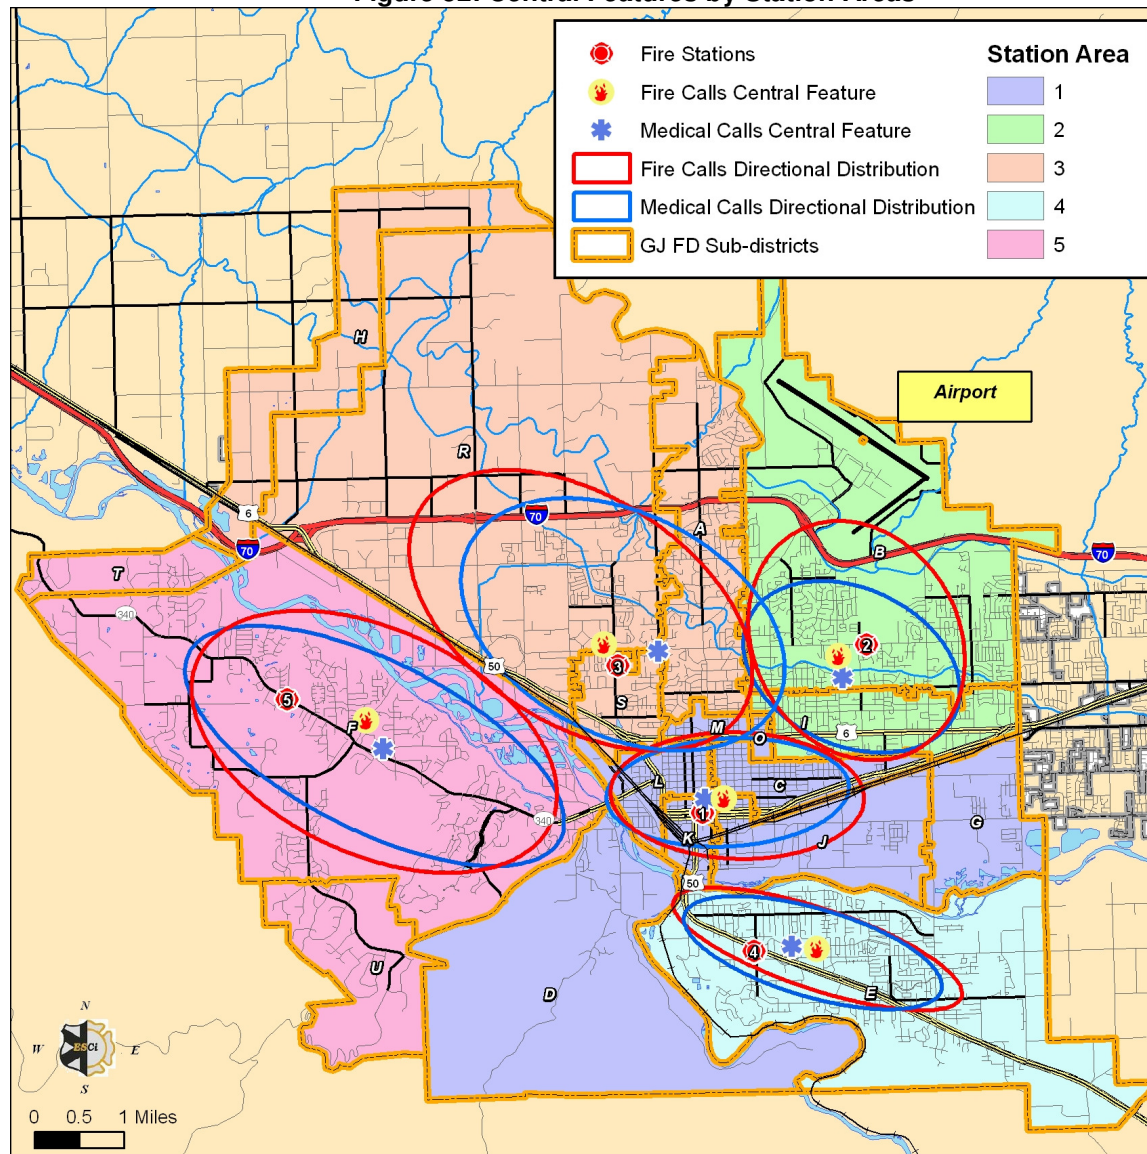 Figure 32: Central Features by Station Areas
Fire Stations
Fire Calls Central Feature
Medical Calls Central Feature
Fire Calls Directional Distribution
Medical Calls Directional Distribution
GJ FD Sub-districts
Station Area
1
2
3
4
5
Airport
H
R
6
70
70
A
B
70
T
340
50
3
2
S
5
F
M
O
I
6
L
C
1
K
J
G
340
50
4
E
U
D
N
W
ESCi
E
S
0 0.5 1 Miles